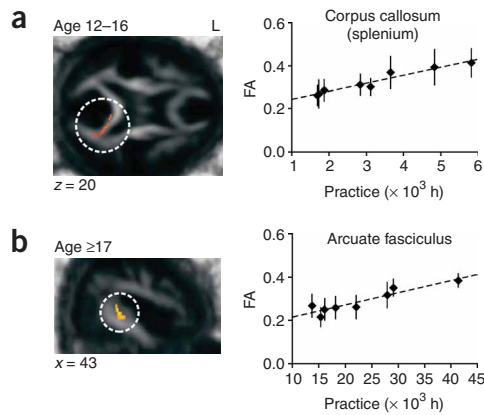 a
Age 12–16
L
z = 20
Corpus callosum
(splenium)
FA
0.6
0.4
0.2
0.0
1 2 3 4 5 6
Practice (× 10³ h)
b
Age ≥17
x = 43
Arcuate fasciculus
FA
0.6
0.4
0.2
0.0
10 15 20 25 30 35 40 45
Practice (× 10³ h)